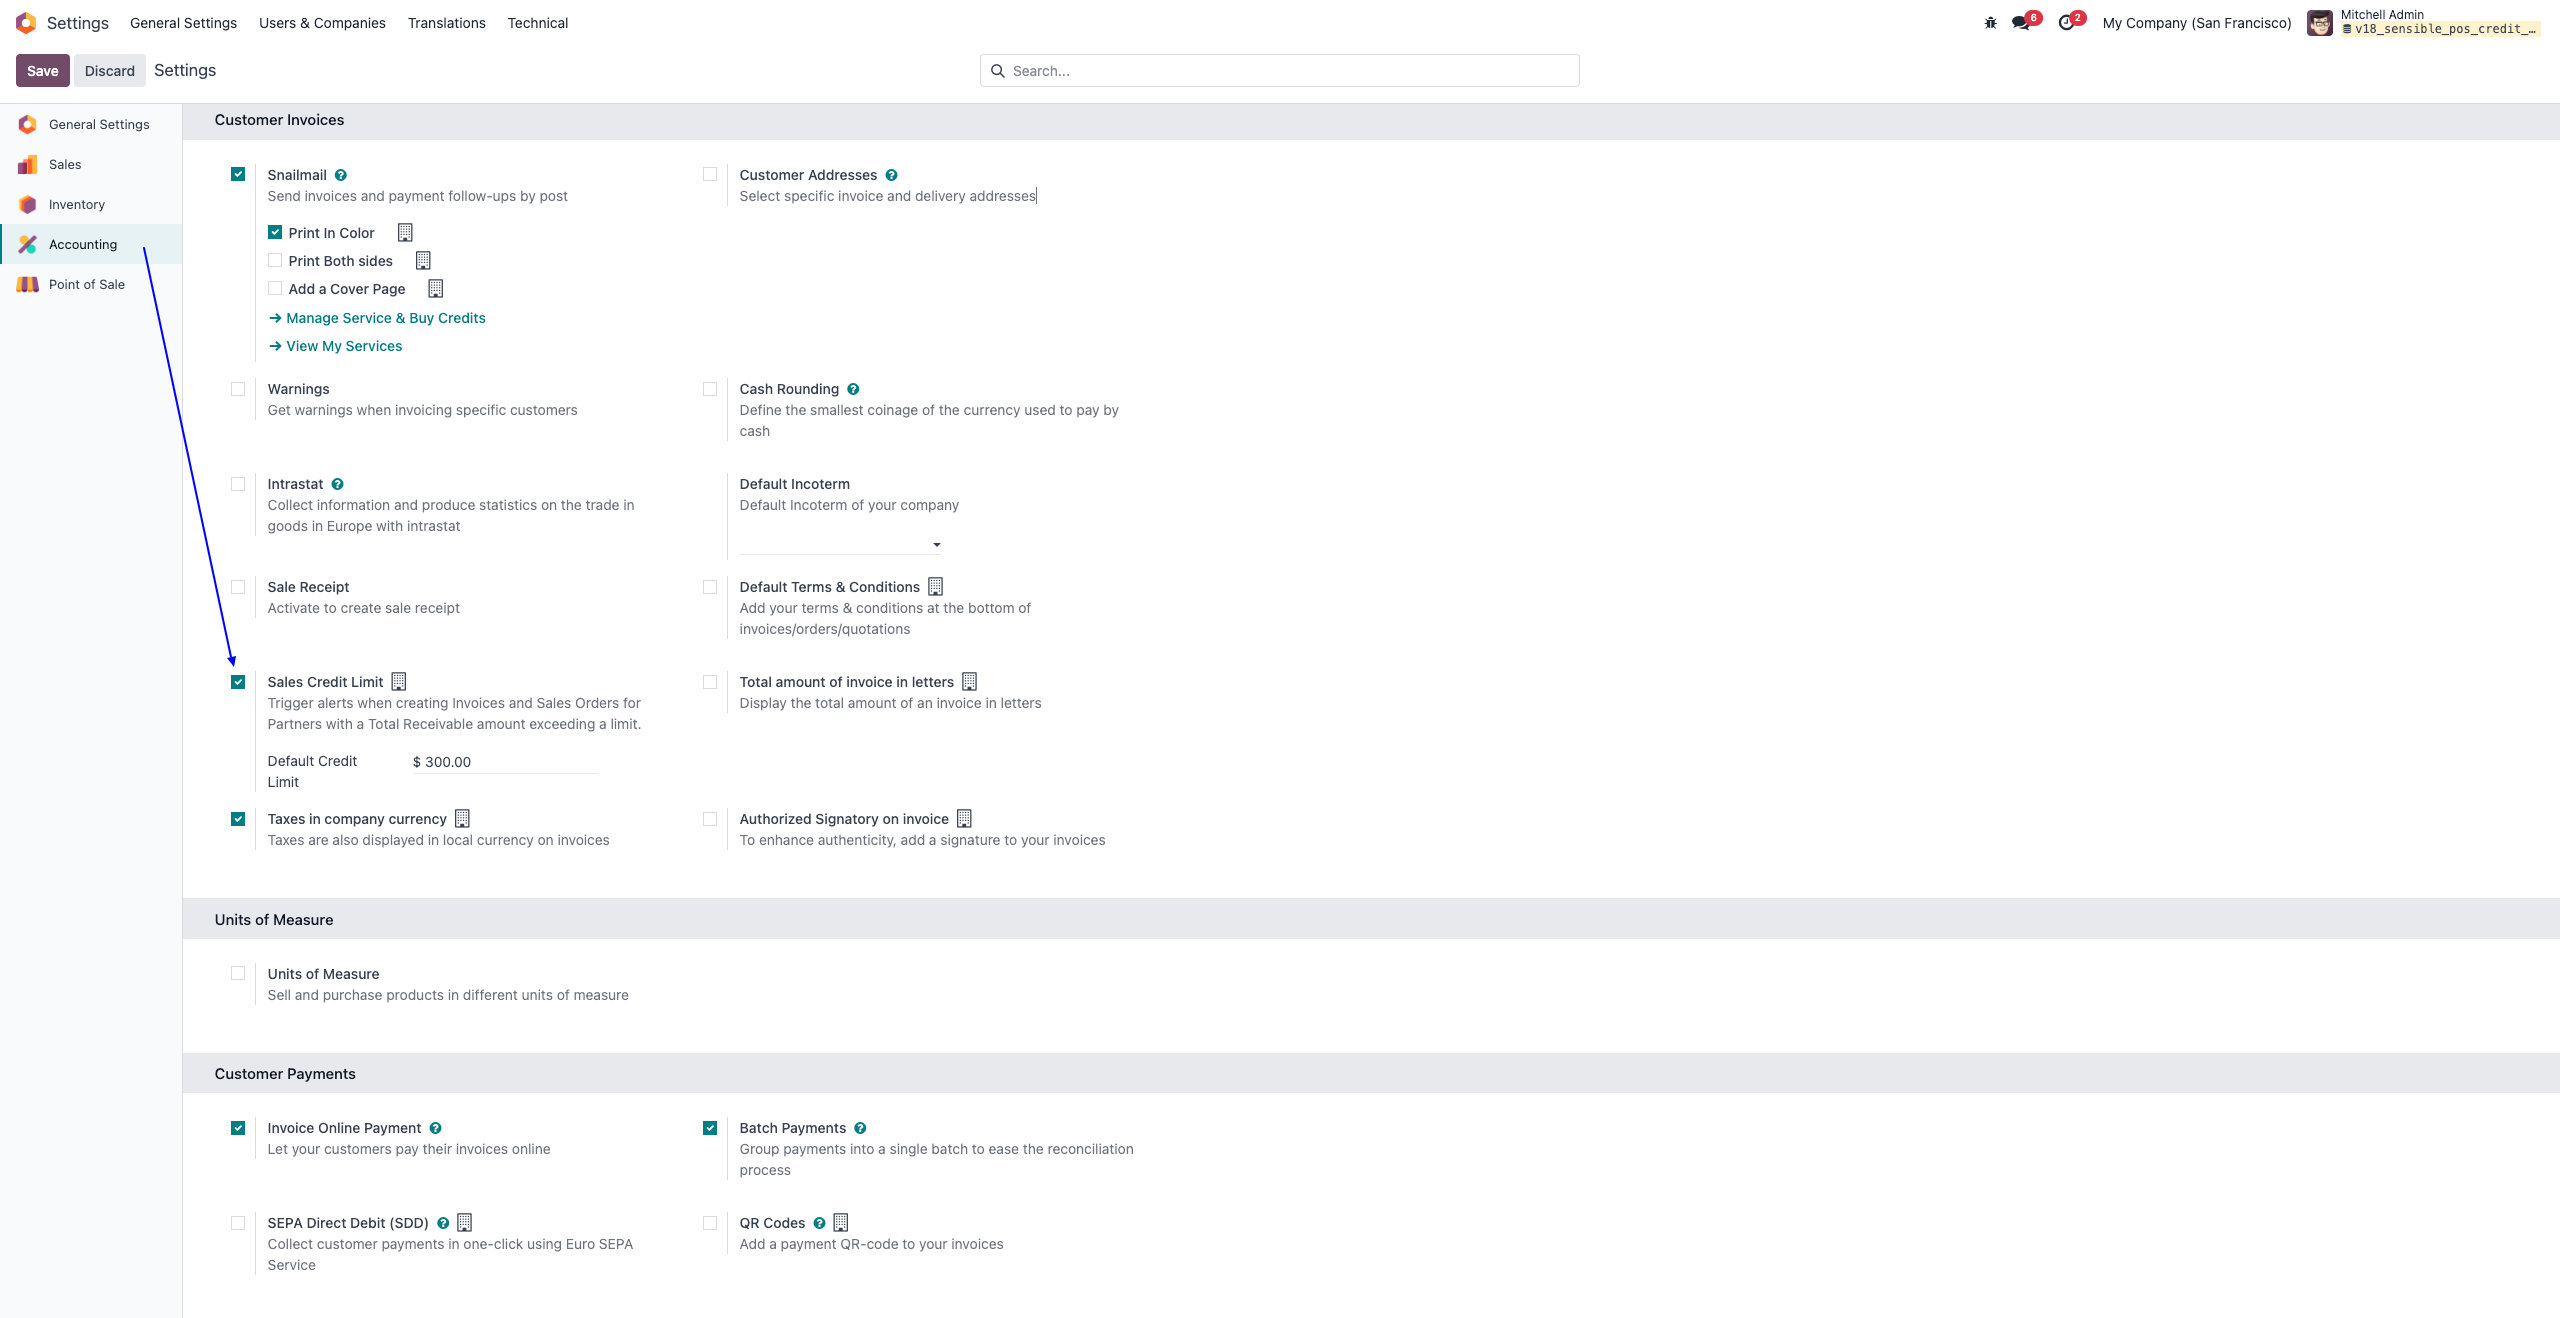 Settings General Settings Users & Companies Translations Technical 6 2 My Company (San Francisco) Mitchell Admin
v18_sensible_pos_credit_…
Save Discard Settings Search...
General Settings
Sales
Inventory
Accounting
Point of Sale
Customer Invoices
Snailmail
Send invoices and payment follow-ups by post
Print In Color
Print Both sides
Add a Cover Page
Manage Service & Buy Credits
View My Services
Customer Addresses
Select specific invoice and delivery addresses
Warnings
Get warnings when invoicing specific customers
Cash Rounding
Define the smallest coinage of the currency used to pay by
cash
Intrastat
Collect information and produce statistics on the trade in
goods in Europe with intrastat
Default Incoterm
Default Incoterm of your company
Sale Receipt
Activate to create sale receipt
Default Terms & Conditions
Add your terms & conditions at the bottom of
invoices/orders/quotations
Sales Credit Limit
Trigger alerts when creating Invoices and Sales Orders for
Partners with a Total Receivable amount exceeding a limit.
Default Credit
Limit
$ 300.00
Total amount of invoice in letters
Display the total amount of an invoice in letters
Taxes in company currency
Taxes are also displayed in local currency on invoices
Authorized Signatory on invoice
To enhance authenticity, add a signature to your invoices
Units of Measure
Units of Measure
Sell and purchase products in different units of measure
Customer Payments
Invoice Online Payment
Let your customers pay their invoices online
Batch Payments
Group payments into a single batch to ease the reconciliation
process
SEPA Direct Debit (SDD)
Collect customer payments in one-click using Euro SEPA
Service
QR Codes
Add a payment QR-code to your invoices